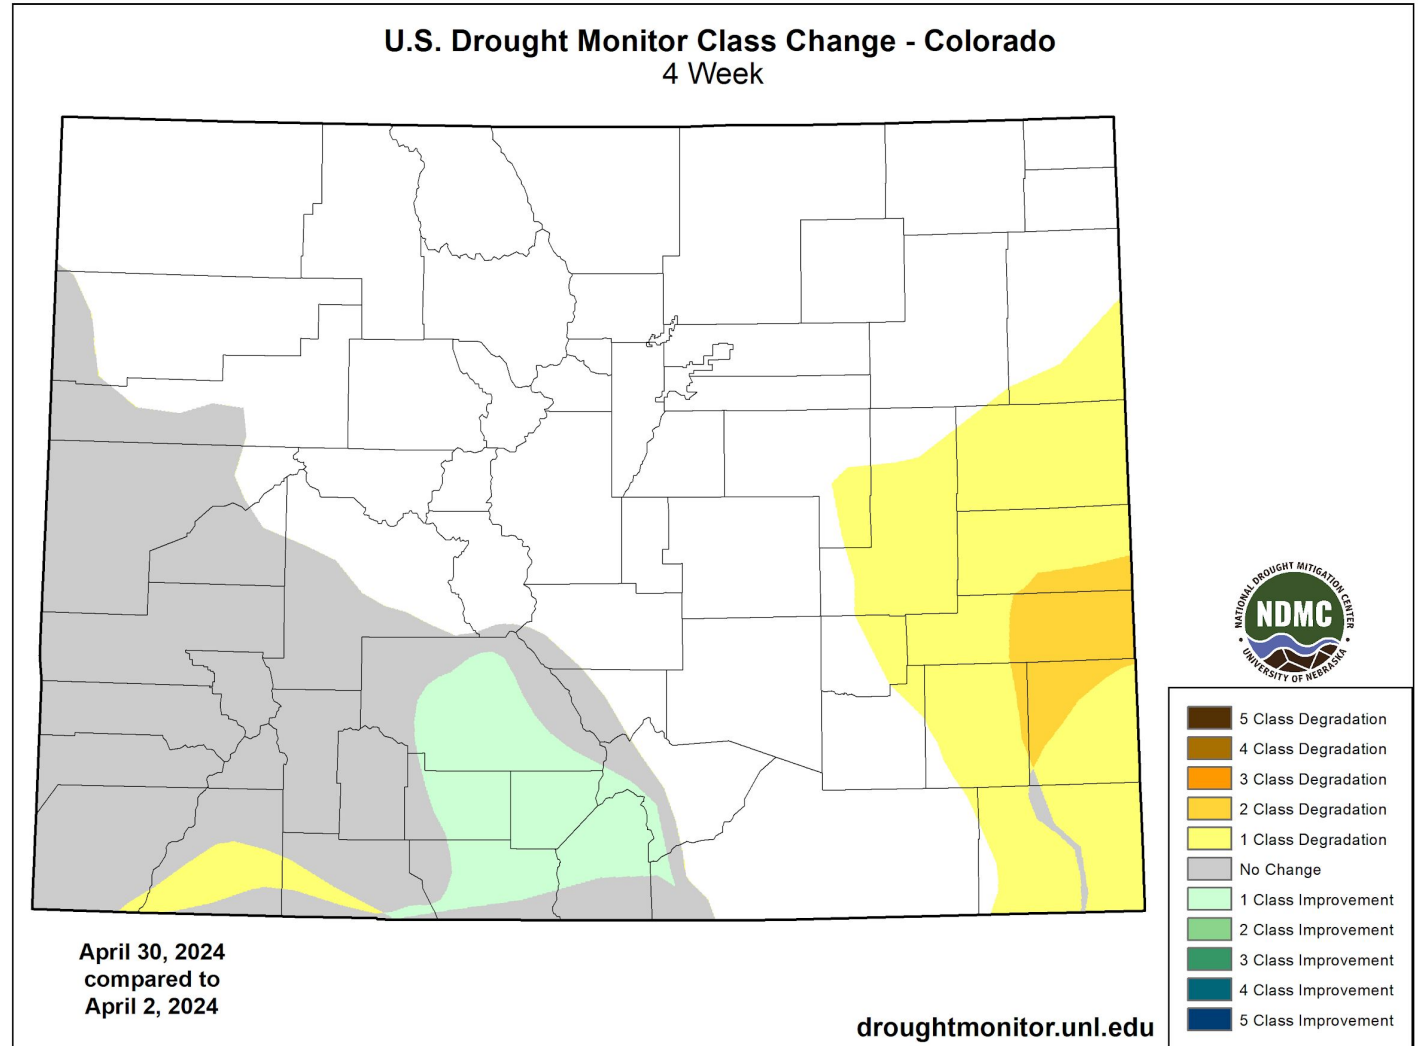 U.S. Drought Monitor Class Change - Colorado
4 Week
NATIONAL DROUGHT MITIGATION CENTER
NDMC
UNIVERSITY OF NEBRASKA
5 Class Degradation
4 Class Degradation
3 Class Degradation
2 Class Degradation
1 Class Degradation
No Change
1 Class Improvement
2 Class Improvement
3 Class Improvement
4 Class Improvement
5 Class Improvement
April 30, 2024
compared to
April 2, 2024
droughtmonitor.unl.edu